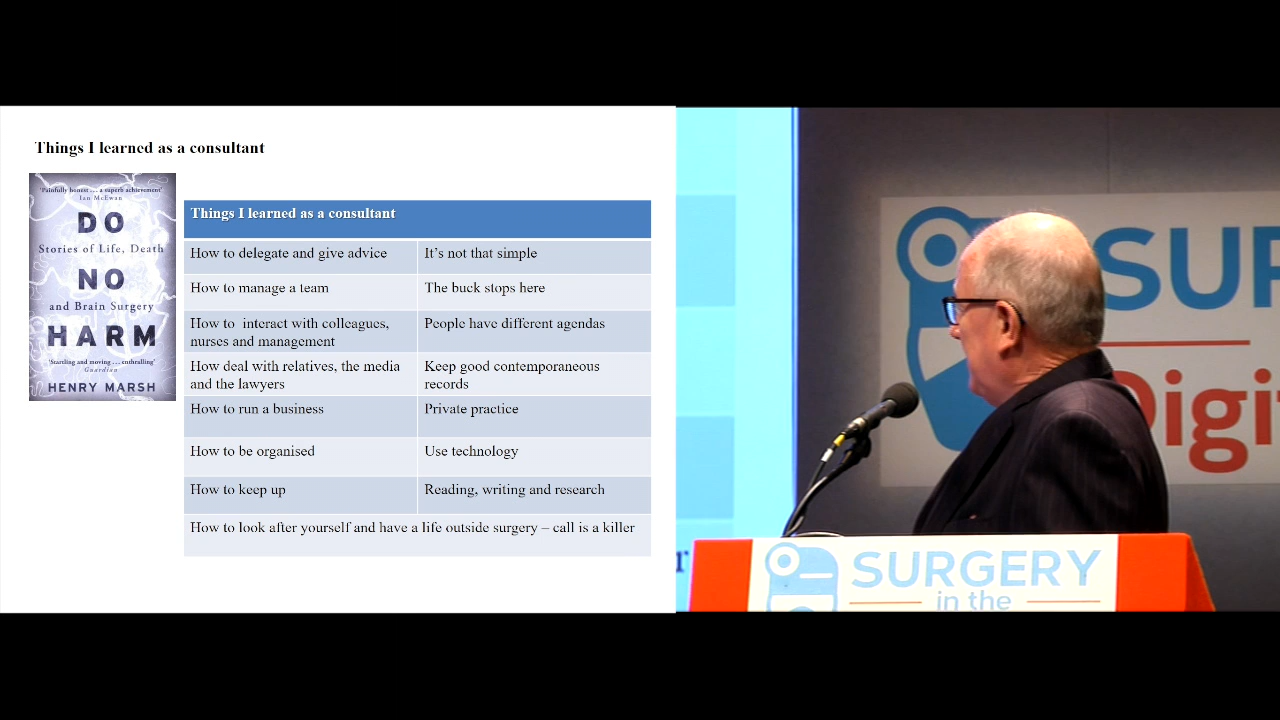 Things I learned as a consultant
'Painfully honest ... a superb achievement'
Ian McEwan
DO
Stories of Life, Death
NO
and Brain Surgery
HARM
'Startling and moving ... enthralling'
Guardian
HENRY MARSH
Things I learned as a consultant
How to delegate and give advice
It's not that simple
How to manage a team
The buck stops here
How to  interact with colleagues,
nurses and management
People have different agendas
How deal with relatives, the media
and the lawyers
Keep good contemporaneous
records
How to run a business
Private practice
How to be organised
Use technology
How to keep up
Reading, writing and research
How to look after yourself and have a life outside surgery – call is a killer
SUR
Digi
SURGERY
in the